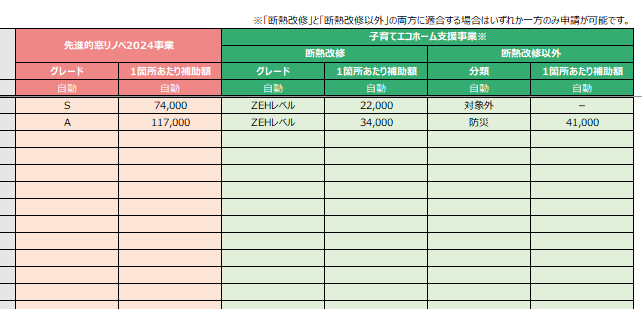 ※「断熱改修」と「断熱改修以外」の両方に適合する場合はいずれか一方のみ申請が可能です。
先進的窓リノベ2024事業 子育てエコホーム支援事業※
断熱改修 断熱改修以外
グレード 1箇所あたり補助額 グレード 1箇所あたり補助額 分類 1箇所あたり補助額
自動 自動 自動 自動 自動 自動
S 74,000 ZEHレベル 22,000 対象外 --
A 117,000 ZEHレベル 34,000 防災 41,000